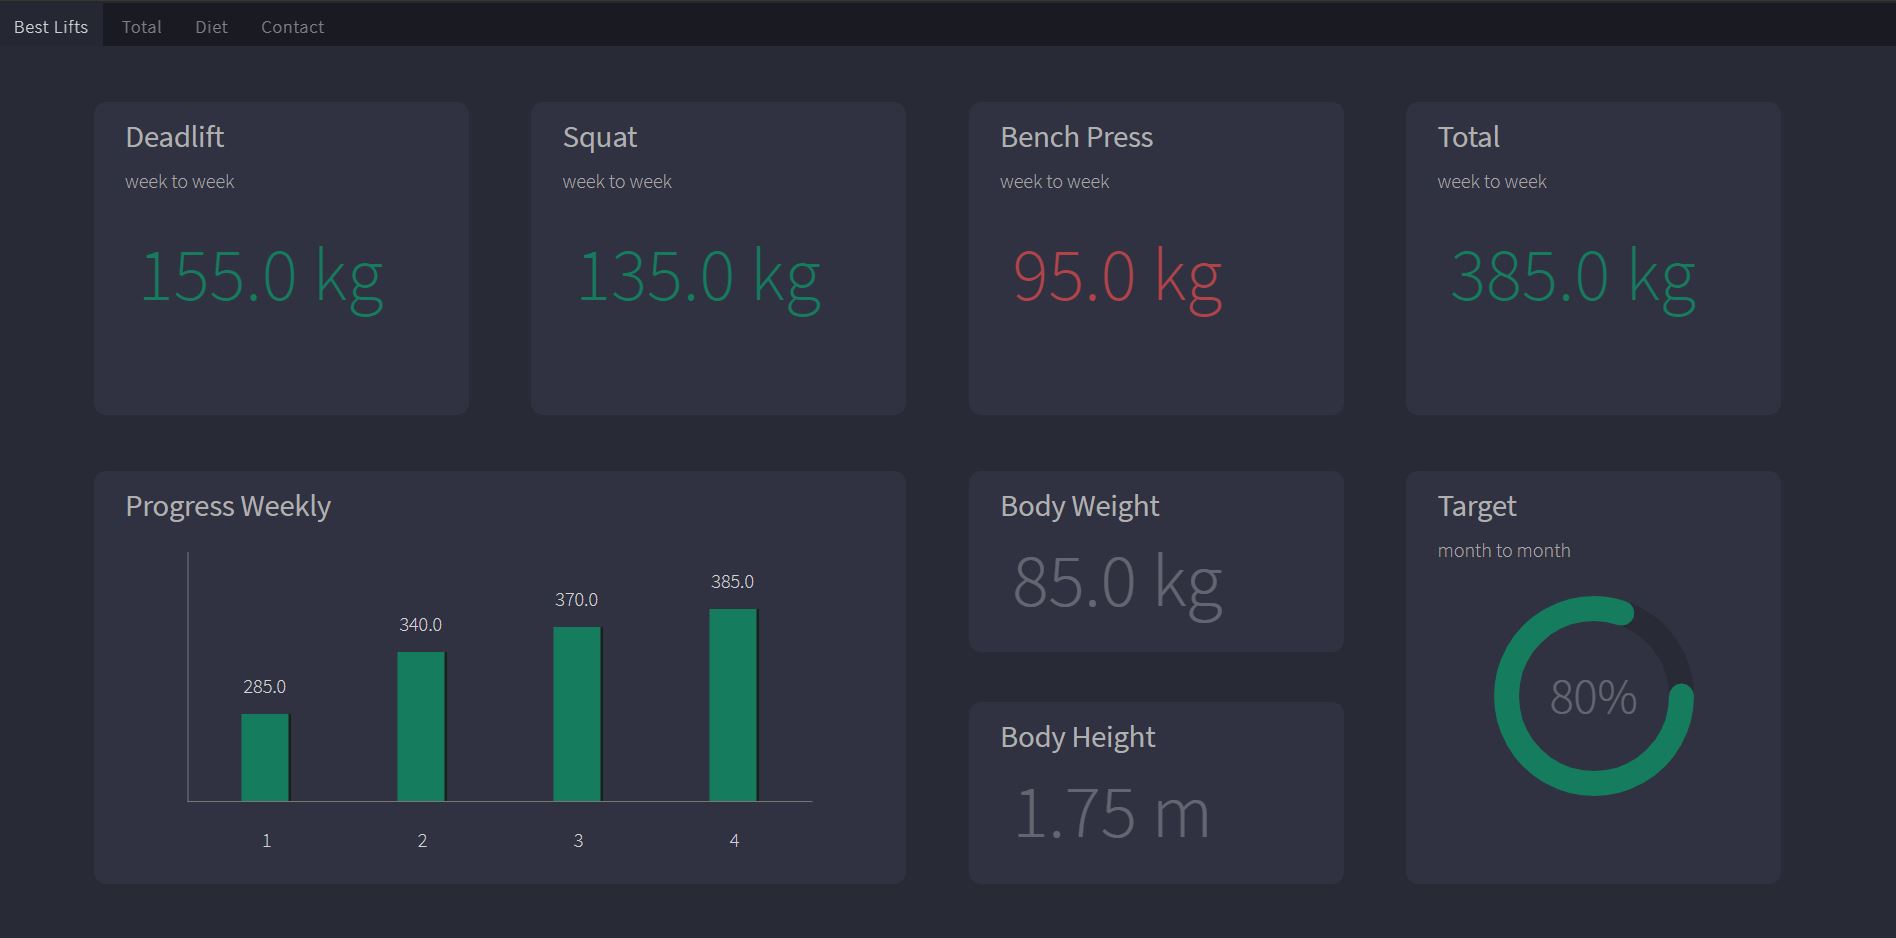 Best Lifts Total Diet Contact
Deadlift
week to week
155.0 kg
Squat
week to week
135.0 kg
Bench Press
week to week
95.0 kg
Total
week to week
385.0 kg
Progress Weekly
285.0
340.0
370.0
385.0
1 2 3 4
Body Weight
85.0 kg
Body Height
1.75 m
Target
month to month
80%